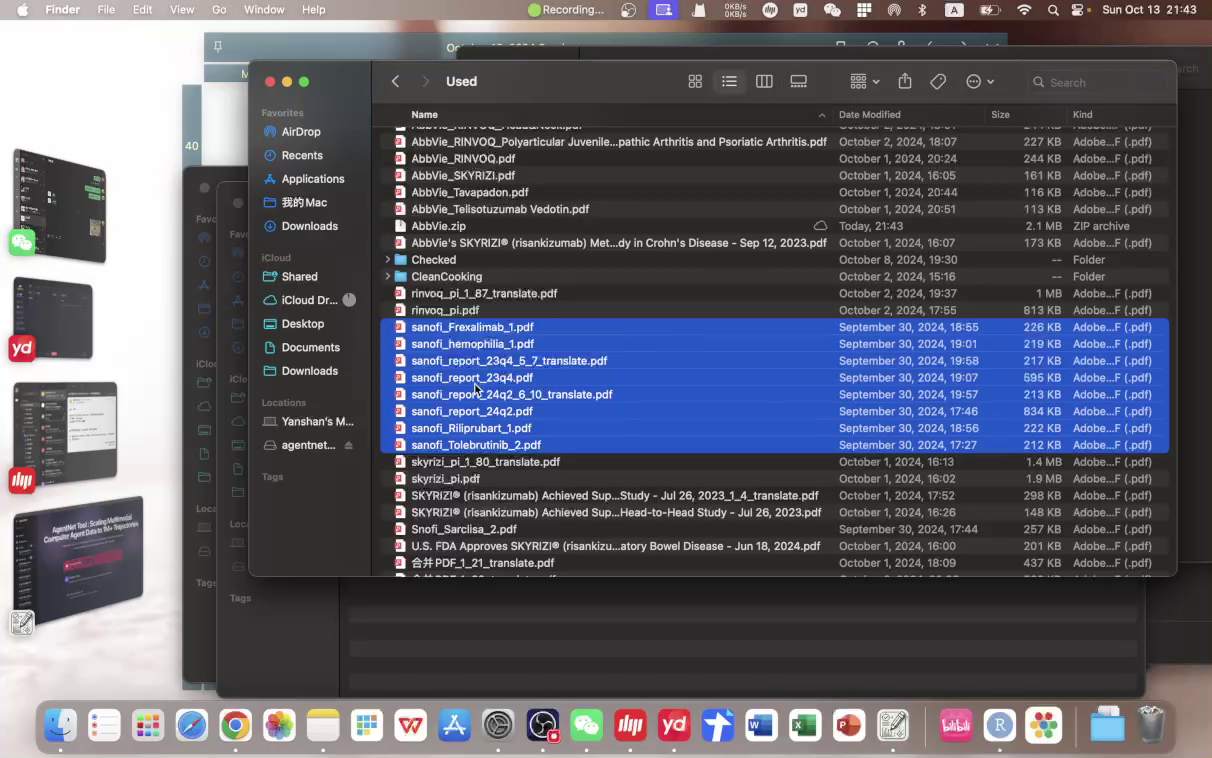 Finder File Edit View Go Window Help Recording... 0KB/s 0KB/s A Sun Oct 13 21:43
Used
Search
Name Date Modified Size Kind
Favorites
AirDrop
Recents
Applications
我的Mac
Downloads
iCloud
Shared
iCloud Dr...
Desktop
Documents
Downloads
Locations
Yanshan's M...
agentnet...
Tags
AbbVie_RINVOQ_Polyarticular Juvenile...pathic Arthritis and Psoriatic Arthritis.pdf October 2, 2024, 18:07 227 KB Adobe...F (.pdf)
AbbVie_RINVOQ.pdf October 1, 2024, 20:24 244 KB Adobe...F (.pdf)
AbbVie_SKYRIZI.pdf October 1, 2024, 16:05 161 KB Adobe...F (.pdf)
AbbVie_Tavapadon.pdf October 1, 2024, 20:44 116 KB Adobe...F (.pdf)
AbbVie_Telisotuzumab Vedotin.pdf October 1, 2024, 20:51 113 KB Adobe...F (.pdf)
AbbVie.zip Today, 21:43 2.1 MB ZIP archive
AbbVie's SKYRIZI® (risankizumab) Met...dy in Crohn's Disease - Sep 12, 2023.pdf October 1, 2024, 16:07 173 KB Adobe...F (.pdf)
Checked October 8, 2024, 19:30 -- Folder
CleanCooking October 2, 2024, 15:16 -- Folder
rinvoq_pi_1_87_translate.pdf October 2, 2024, 19:37 1 MB Adobe...F (.pdf)
rinvoq_pi.pdf October 2, 2024, 17:55 813 KB Adobe...F (.pdf)
sanofi_Frexalimab_1.pdf September 30, 2024, 18:55 226 KB Adobe...F (.pdf)
sanofi_hemophilia_1.pdf September 30, 2024, 19:01 219 KB Adobe...F (.pdf)
sanofi_report_23q4_5_7_translate.pdf September 30, 2024, 19:58 217 KB Adobe...F (.pdf)
sanofi_report_23q4.pdf September 30, 2024, 19:07 595 KB Adobe...F (.pdf)
sanofi_report_24q2_6_10_translate.pdf September 30, 2024, 19:57 213 KB Adobe...F (.pdf)
sanofi_report_24q2.pdf September 30, 2024, 17:46 834 KB Adobe...F (.pdf)
sanofi_Riliprubart_1.pdf September 30, 2024, 18:56 222 KB Adobe...F (.pdf)
sanofi_Tolebrutinib_2.pdf September 30, 2024, 17:27 212 KB Adobe...F (.pdf)
skyrizi_pi_1_80_translate.pdf October 1, 2024, 16:13 1.4 MB Adobe...F (.pdf)
skyrizi_pi.pdf October 1, 2024, 16:02 1.9 MB Adobe...F (.pdf)
SKYRIZI® (risankizumab) Achieved Sup...Study - Jul 26, 2023_1_4_translate.pdf October 1, 2024, 17:52 298 KB Adobe...F (.pdf)
SKYRIZI® (risankizumab) Achieved Sup...Head-to-Head Study - Jul 26, 2023.pdf October 1, 2024, 16:26 148 KB Adobe...F (.pdf)
Snofi_Sarclisa_2.pdf September 30, 2024, 17:44 257 KB Adobe...F (.pdf)
U.S. FDA Approves SKYRIZI® (risankizu...atory Bowel Disease - Jun 18, 2024.pdf October 1, 2024, 16:00 201 KB Adobe...F (.pdf)
合并PDF_1_21_translate.pdf October 1, 2024, 18:09 437 KB Adobe...F (.pdf)
40
Tags
Tags
AgentNet Tool: Scaling Multimodal
Computer Agent Data to 1M+ Trajectories